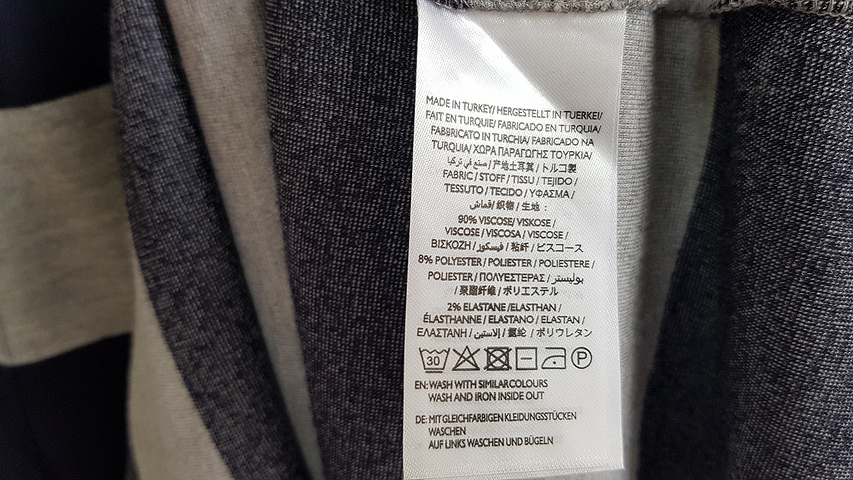 MADE IN TURKEY/ HERGESTELLT IN TUERKEI/
FAIT EN TURQUIE/ FABRICADO EN TURQUIA/
FABBRICATO IN TURCHIA/ FABRICADO NA
TURQUIA/ ΧΩΡΑ ΠΑΡΑΓΩΓΗΣ ΤΟΥΡΚΙΑ/
صنع في تركيا / 产地土耳其 / トルコ製
FABRIC / STOFF / TISSU / TEJIDO /
TESSUTO / TECIDO / ΥΦΑΣΜΑ /
قماش / 织物 / 生地 :
90% VISCOSE/ VISKOSE /
VISCOSE / VISCOSA / VISCOSE /
ΒΙΣΚΟΖΗ / فيسكوز / 粘纤 / ビスコース
8% POLYESTER / POLIESTER / POLIESTERE /
POLIESTER / ΠΟΛΥΕΣΤΕΡΑΣ / بوليستر
/ 聚酯纤维 / ポリエステル
2% ELASTANE /ELASTHAN /
ÉLASTHANNE / ELASTANO / ELASTAN /
ΕΛΑΣΤΑΝΗ / إلاستين / 氨纶 / ポリウレタン
30 P
EN: WASH WITH SIMILAR COLOURS
WASH AND IRON INSIDE OUT
DE: MIT GLEICHFARBIGEN KLEIDUNGSSTÜCKEN
WASCHEN
AUF LINKS WASCHEN UND BÜGELN